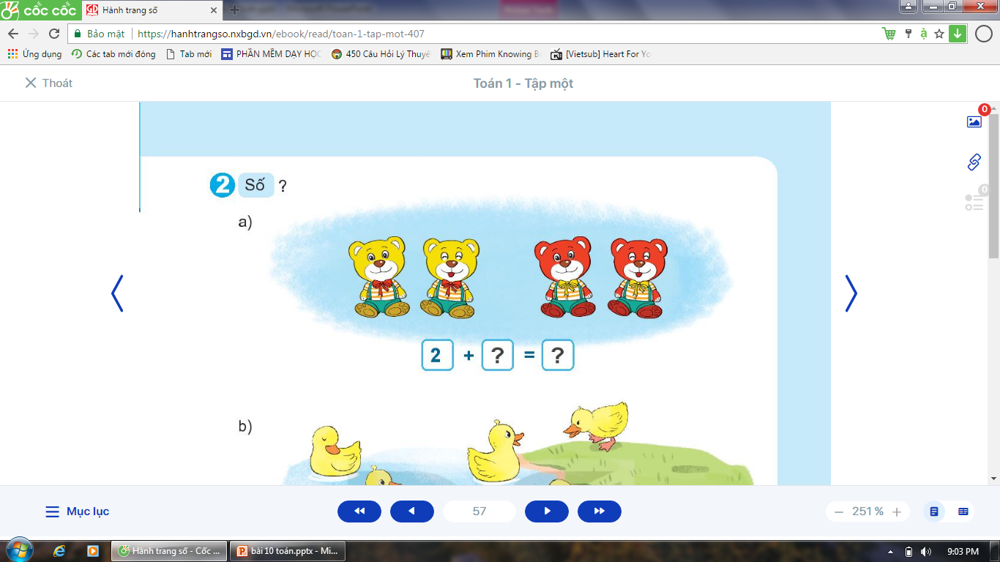 cốc cốc
Hành trang số
Bảo mật
https://hanhtrangso.nxbgd.vn/ebook/read/toan-1-tap-mot-407
Ứng dụng
Các tab mới đóng
Tab mới
PHẦN MỀM DẠY HỌC
450 Câu Hỏi Lý Thuyế
Xem Phim Knowing B
[Vietsub] Heart For Yo
Thoát
Toán 1 - Tập một
0
0
2 Số ?
a)
2 + ? = ?
b)
Mục lục
57
251 %
Hành trang số - Cốc ...
bài 10 toán.pptx - Mi...
9:03 PM